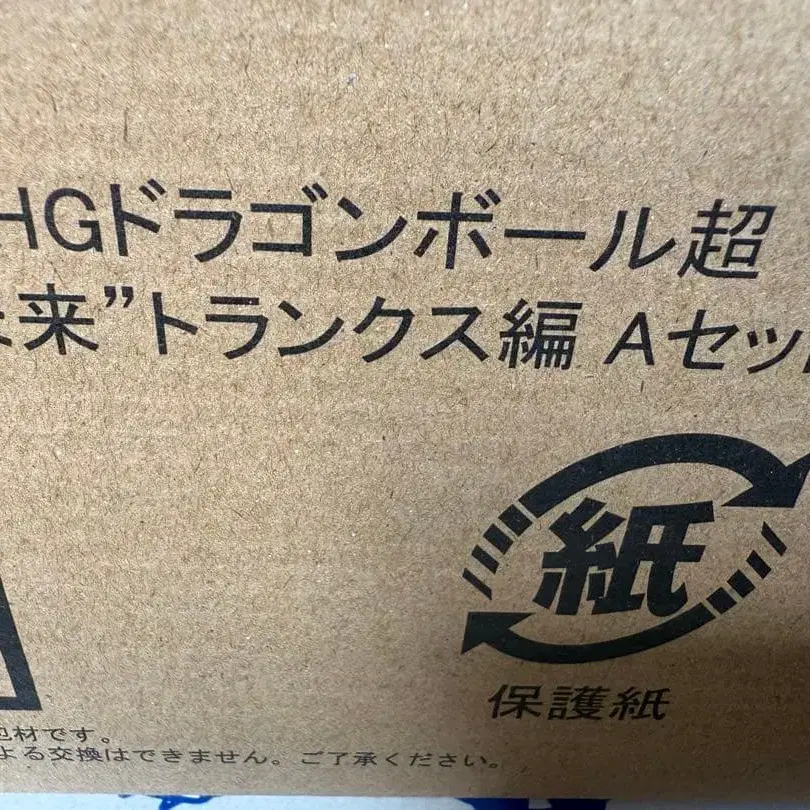 HGドラゴンボール超
来”トランクス編 Aセッ
紙
保護紙
包材です。
よる交換はできません。ご了承ください。